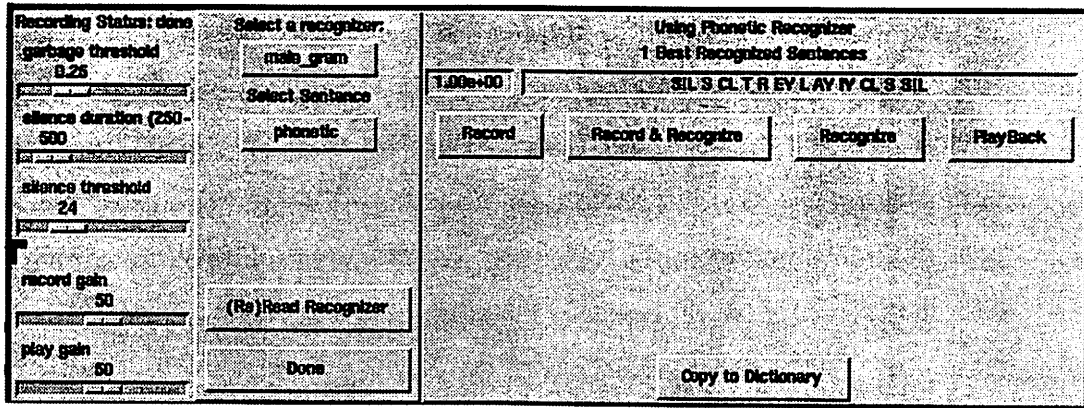 Recording Status: done
garbage threshold
0.25
silence duration (250-
500
silence threshold
24
record gain
50
play gain
50
Select a recognizer:
male_gram
Select Sentence
phonetic
(Re)Read Recognizer
Done
Using Phonetic Recognizer
1 Best Recognized Sentences
1.00e+00 SIL S CL T R EY L AY IY CL S SIL
Record Record & Recognize Recognize PlayBack
Copy to Dictionary